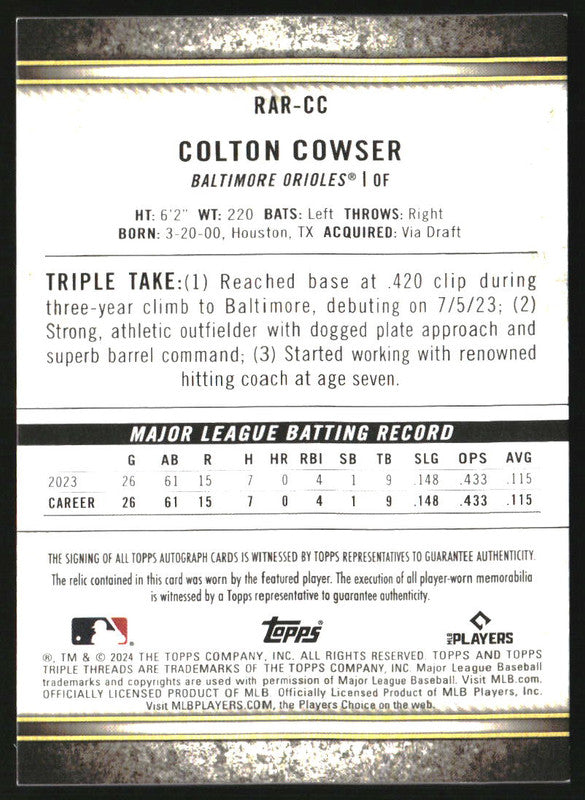 RAR-CC
COLTON COWSER
BALTIMORE ORIOLES® | OF
HT: 6'2" WT: 220 BATS: Left THROWS: Right
BORN: 3-20-00, Houston, TX ACQUIRED: Via Draft
TRIPLE TAKE:(1) Reached base at .420 clip during
three-year climb to Baltimore, debuting on 7/5/23; (2)
Strong, athletic outfielder with dogged plate approach and
superb barrel command; (3) Started working with renowned
hitting coach at age seven.
MAJOR LEAGUE BATTING RECORD
G AB R H HR RBI SB TB SLG OPS AVG
2023 26 61 15 7 0 4 1 9 .148 .433 .115
CAREER 26 61 15 7 0 4 1 9 .148 .433 .115
THE SIGNING OF ALL TOPPS AUTOGRAPH CARDS IS WITNESSED BY TOPPS REPRESENTATIVES TO GUARANTEE AUTHENTICITY.
The relic contained in this card was worn by the featured player. The execution of all player-worn memorabilia
is witnessed by a Topps representative to guarantee authenticity.
Topps MLB PLAYERS
®, TM & © 2024 THE TOPPS COMPANY, INC. ALL RIGHTS RESERVED. TOPPS AND TOPPS
TRIPLE THREADS ARE TRADEMARKS OF THE TOPPS COMPANY, INC. Major League Baseball
trademarks and copyrights are used with permission of Major League Baseball. Visit MLB.com.
OFFICIALLY LICENSED PRODUCT OF MLB. Officially Licensed Product of MLB Players, Inc.
Visit MLBPLAYERS.COM, the Players Choice on the web.